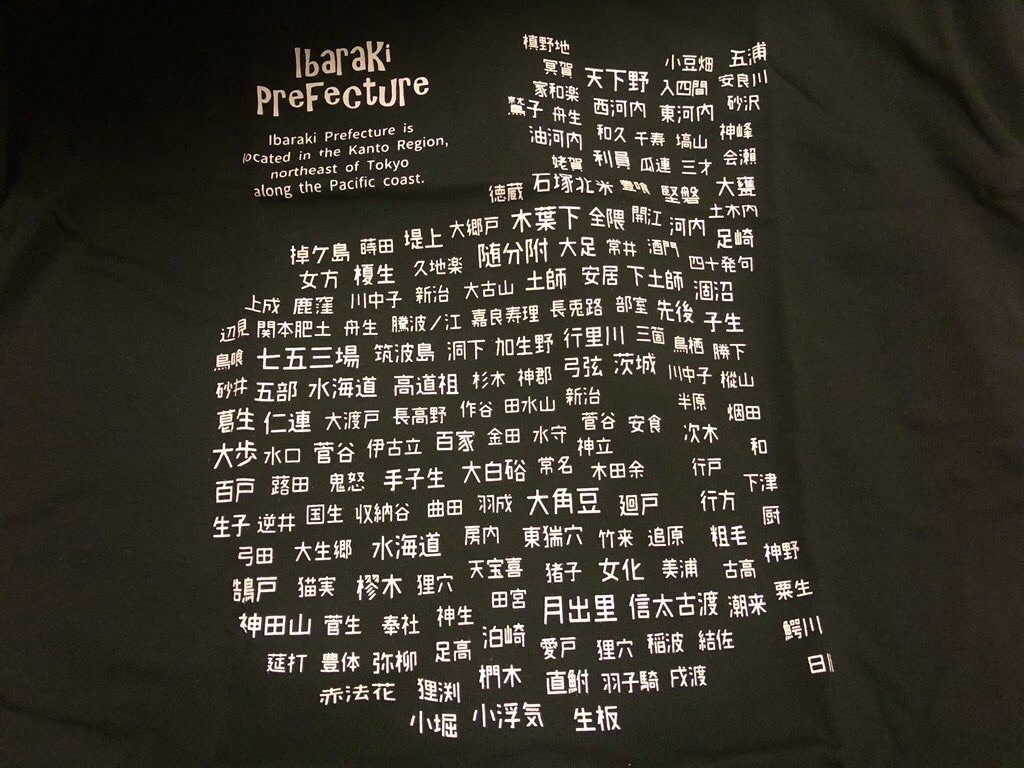 Ibaraki
Prefecture
Ibaraki Prefecture is
located in the Kanto Region,
northeast of Tokyo
along the Pacific coast.
槙野地
冥賀 天下野 小豆畑 五浦
家和楽 入四間 安良川
鷲子 舟生 西河内 東河内 砂沢
油河内 和久 千寿 塙山 神峰
姥賀 利員 瓜連 三才 会瀬
徳蔵 石塚北米 豊喰 堅磐 大甕
掉ケ島 蒔田 堤上 大郷戸 木葉下 全隈 開江 河内 土木内
女方 榎生 久地楽 随分附 大足 常井 酒門 足崎
上成 鹿窪 川中子 新治 大古山 土師 安居 下土師 四十発句
辺見 関本肥土 舟生 騰波ノ江 嘉良寿理 長兎路 部室 先後 涸沼
鳥喰 七五三場 筑波島 洞下 加生野 行里川 三箇 鳥栖 子生
砂井 五部 水海道 高道祖 杉木 神郡 弓弦 茨城 川中子 勝下
葛生 仁連 大渡戸 長高野 作谷 田水山 新治 半原 樅山
大歩 水口 菅谷 伊古立 百家 金田 水守 菅谷 安食 次木 烟田
百戸 蕗田 鬼怒 手子生 大白硲 常名 神立 木田余 行戸 和
生子 逆井 国生 収納谷 曲田 羽成 大角豆 廻戸 行方 下津
弓田 大生郷 水海道 房内 東猯穴 竹来 追原 粗毛 厨
鵠戸 猫実 樛木 狸穴 天宝喜 猪子 女化 美浦 古高 神野
神田山 菅生 奉社 神生 田宮 月出里 信太古渡 潮来 粟生
莚打 豊体 弥柳 足高 泊崎 愛戸 狸穴 稲波 結佐 鰐川
赤法花 狸渕 椚木 直鮒 羽子騎 戌渡 日川
小堀 小浮気 生板